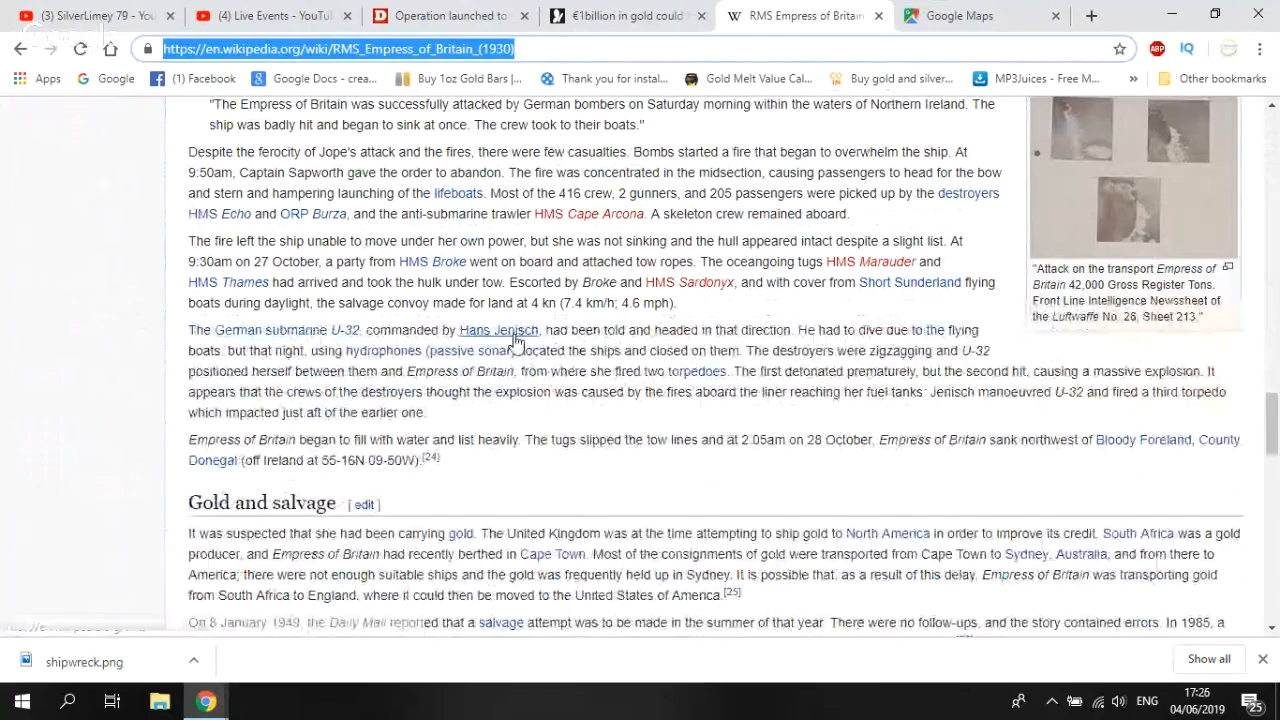 (3) SilverLimey 79 - You
(4) Live Events - YouTu
Operation launched to
€1billion in gold could
RMS Empress of Britain
Google Maps
https://en.wikipedia.org/wiki/RMS_Empress_of_Britain_(1930)
Apps
Google
(1) Facebook
Google Docs - crea...
Buy 1oz Gold Bars |...
Thank you for instal...
Gold Melt Value Cal...
Buy gold and silver...
MP3Juices - Free M...
»
Other bookmarks
"The Empress of Britain was successfully attacked by German bombers on Saturday morning within the waters of Northern Ireland. The
ship was badly hit and began to sink at once. The crew took to their boats."
Despite the ferocity of Jope's attack and the fires, there were few casualties. Bombs started a fire that began to overwhelm the ship. At
9:50am, Captain Sapworth gave the order to abandon. The fire was concentrated in the midsection, causing passengers to head for the bow
and stern and hampering launching of the lifeboats. Most of the 416 crew, 2 gunners, and 205 passengers were picked up by the destroyers
HMS Echo and ORP Burza, and the anti-submarine trawler HMS Cape Arcona. A skeleton crew remained aboard.
The fire left the ship unable to move under her own power, but she was not sinking and the hull appeared intact despite a slight list. At
9:30am on 27 October, a party from HMS Broke went on board and attached tow ropes. The oceangoing tugs HMS Marauder and
HMS Thames had arrived and took the hulk under tow. Escorted by Broke and HMS Sardonyx, and with cover from Short Sunderland flying
boats during daylight, the salvage convoy made for land at 4 kn (7.4 km/h; 4.6 mph).
"Attack on the transport Empress of
Britain 42,000 Gross Register Tons.
Front Line Intelligence Newssheet of
the Luftwaffe No. 26, Sheet 213."
The German submarine U-32, commanded by Hans Jenisch, had been told and headed in that direction. He had to dive due to the flying
boats, but that night, using hydrophones (passive sonar) located the ships and closed on them. The destroyers were zigzagging and U-32
positioned herself between them and Empress of Britain, from where she fired two torpedoes. The first detonated prematurely, but the second hit, causing a massive explosion. It
appears that the crews of the destroyers thought the explosion was caused by the fires aboard the liner reaching her fuel tanks. Jenisch manoeuvred U-32 and fired a third torpedo
which impacted just aft of the earlier one.
Empress of Britain began to fill with water and list heavily. The tugs slipped the tow lines and at 2.05am on 28 October, Empress of Britain sank northwest of Bloody Foreland, County
Donegal (off Ireland at 55-16N 09-50W).[24]
Gold and salvage [ edit ]
It was suspected that she had been carrying gold. The United Kingdom was at the time attempting to ship gold to North America in order to improve its credit. South Africa was a gold
producer, and Empress of Britain had recently berthed in Cape Town. Most of the consignments of gold were transported from Cape Town to Sydney, Australia, and from there to
America; there were not enough suitable ships and the gold was frequently held up in Sydney. It is possible that, as a result of this delay, Empress of Britain was transporting gold
from South Africa to England, where it could then be moved to the United States of America.[25]
On 8 January 1949, the Daily Mail reported that a salvage attempt was to be made in the summer of that year. There were no follow-ups, and the story contained errors. In 1985, a
shipwreck.png
Show all
ENG
17:26
04/06/2019
25